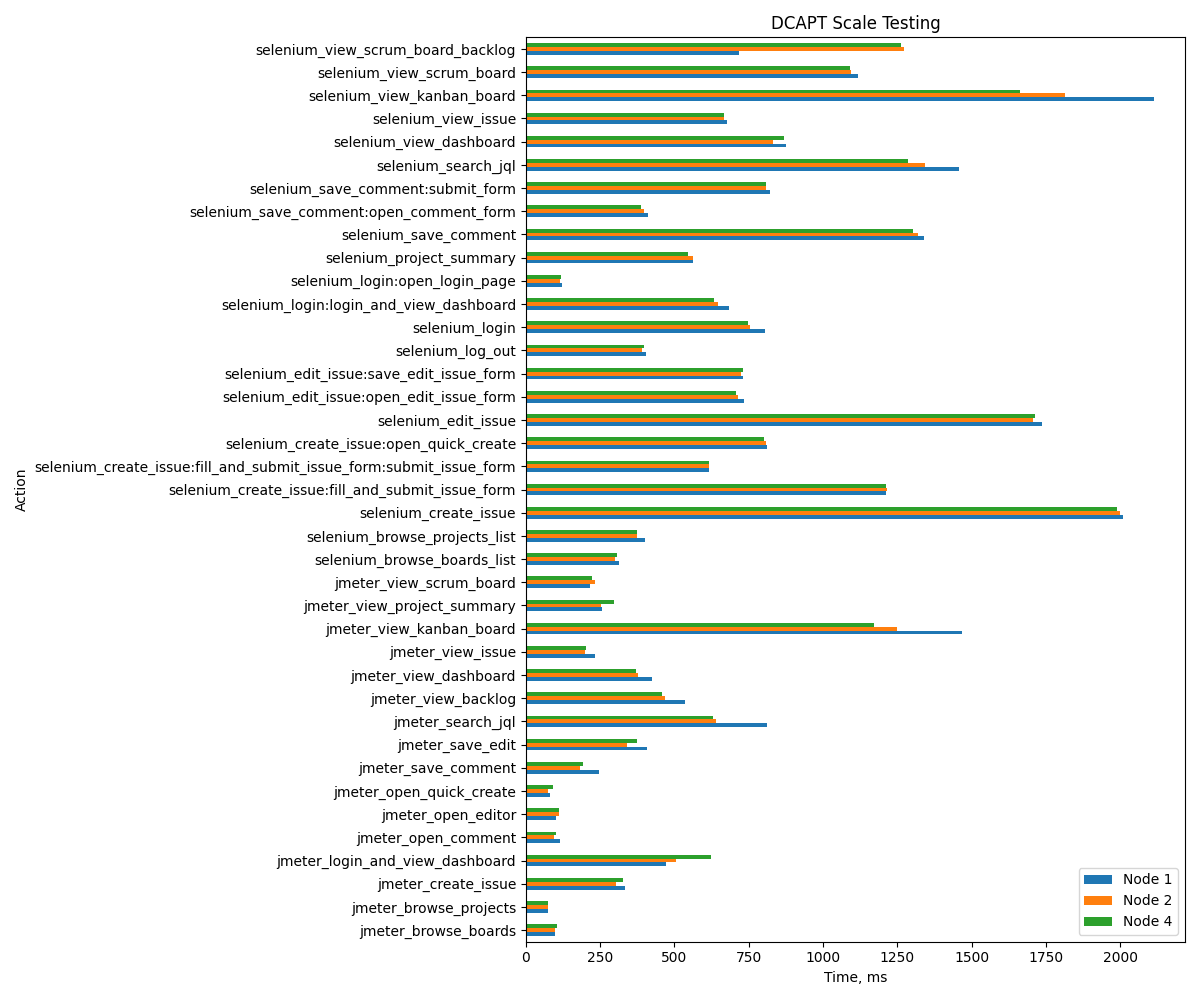 DCAPT Scale Testing
selenium_view_scrum_board_backlog
selenium_view_scrum_board
selenium_view_kanban_board
selenium_view_issue
selenium_view_dashboard
selenium_search_jql
selenium_save_comment:submit_form
selenium_save_comment:open_comment_form
selenium_save_comment
selenium_project_summary
selenium_login:open_login_page
selenium_login:login_and_view_dashboard
selenium_login
selenium_log_out
selenium_edit_issue:save_edit_issue_form
selenium_edit_issue:open_edit_issue_form
selenium_edit_issue
selenium_create_issue:open_quick_create
selenium_create_issue:fill_and_submit_issue_form:submit_issue_form
selenium_create_issue:fill_and_submit_issue_form
selenium_create_issue
selenium_browse_projects_list
selenium_browse_boards_list
jmeter_view_scrum_board
jmeter_view_project_summary
jmeter_view_kanban_board
jmeter_view_issue
jmeter_view_dashboard
jmeter_view_backlog
jmeter_search_jql
jmeter_save_edit
jmeter_save_comment
jmeter_open_quick_create
jmeter_open_editor
jmeter_open_comment
jmeter_login_and_view_dashboard
jmeter_create_issue
jmeter_browse_projects
jmeter_browse_boards
Action
0 250 500 750 1000 1250 1500 1750 2000
Time, ms
Node 1
Node 2
Node 4